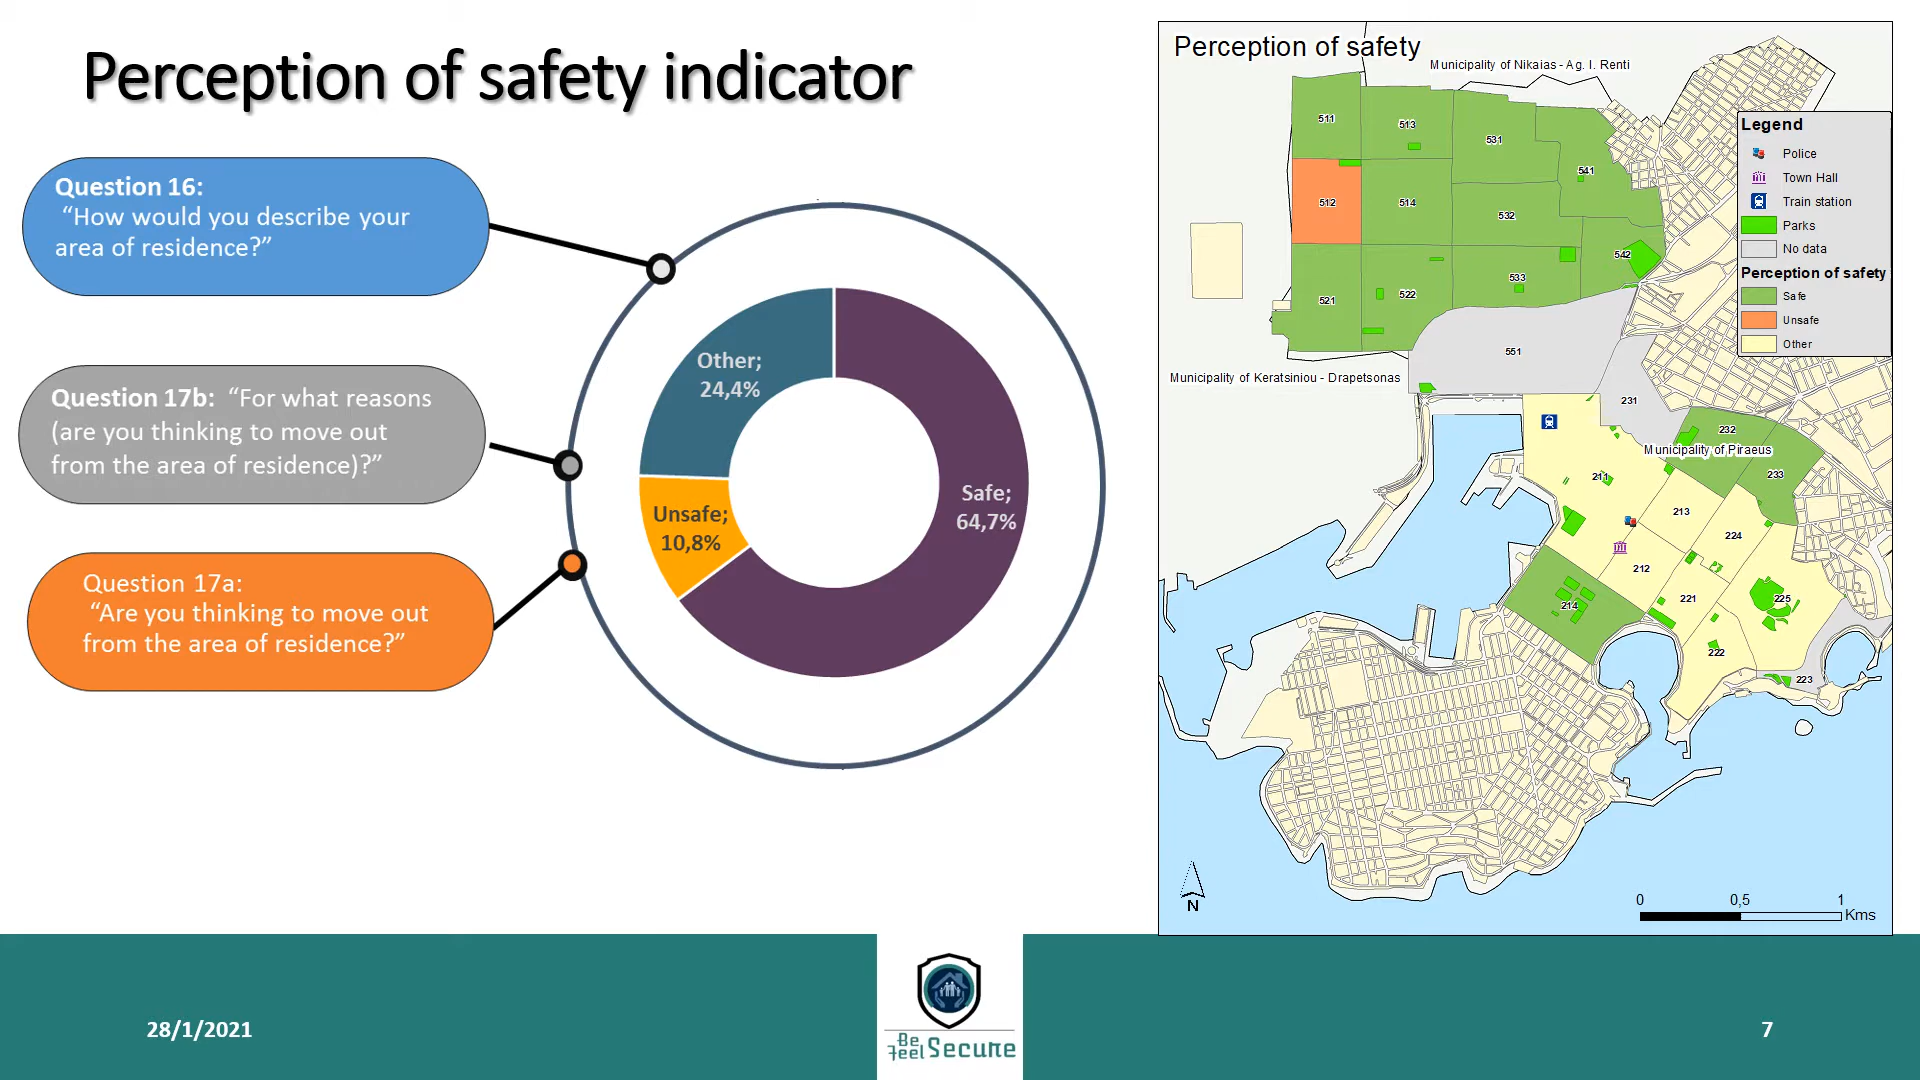 Perception of safety indicator
Question 16:
“How would you describe your
area of residence?”
Question 17b: “For what reasons
(are you thinking to move out
from the area of residence)?”
Question 17a:
“Are you thinking to move out
from the area of residence?”
Other;
24,4%
Unsafe;
10,8%
Safe;
64,7%
Perception of safety
Municipality of Nikaias - Ag. I. Renti
Legend
Police
Town Hall
Train station
Parks
No data
Perception of safety
Safe
Unsafe
Other
511
513
531
541
512
514
532
542
521
522
533
551
Municipality of Keratsiniou - Drapetsonas
231
232
Municipality of Piraeus
233
211
213
224
212
214
221
225
222
223
N
0 0,5 1
Kms
28/1/2021
Be
feel Secure
7